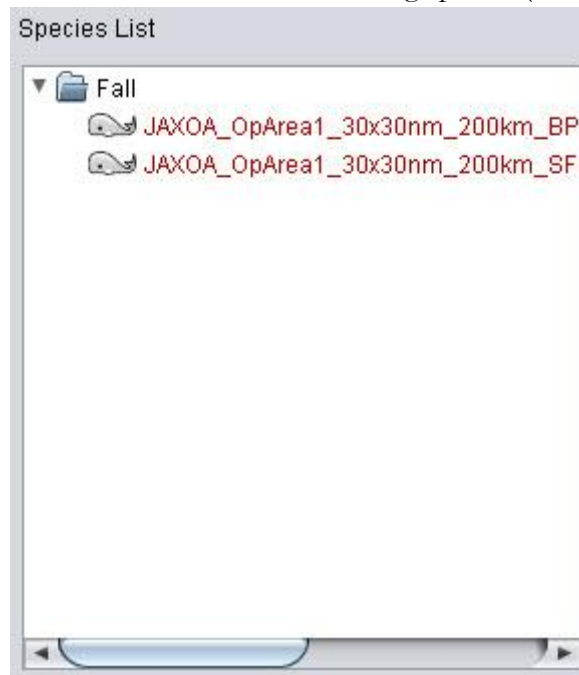 Species List
Fall
JAXOA_OpArea1_30x30nm_200km_BP
JAXOA_OpArea1_30x30nm_200km_SF